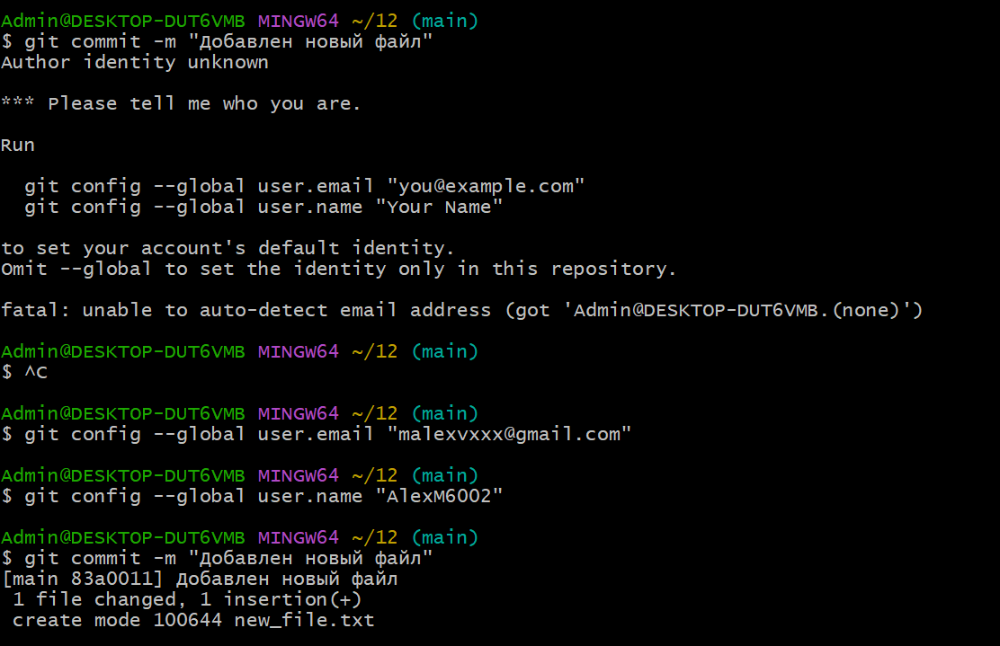 Admin@DESKTOP-DUT6VMB MINGW64 ~/12 (main)
$ git commit -m "Добавлен новый файл"
Author identity unknown
*** Please tell me who you are.
Run
git config --global user.email "you@example.com"
git config --global user.name "Your Name"
to set your account's default identity.
Omit --global to set the identity only in this repository.
fatal: unable to auto-detect email address (got 'Admin@DESKTOP-DUT6VMB.(none)')
Admin@DESKTOP-DUT6VMB MINGW64 ~/12 (main)
$ ^C
Admin@DESKTOP-DUT6VMB MINGW64 ~/12 (main)
$ git config --global user.email "malexvxxx@gmail.com"
Admin@DESKTOP-DUT6VMB MINGW64 ~/12 (main)
$ git config --global user.name "AlexM6002"
Admin@DESKTOP-DUT6VMB MINGW64 ~/12 (main)
$ git commit -m "Добавлен новый файл"
[main 83a0011] Добавлен новый файл
1 file changed, 1 insertion(+)
create mode 100644 new_file.txt